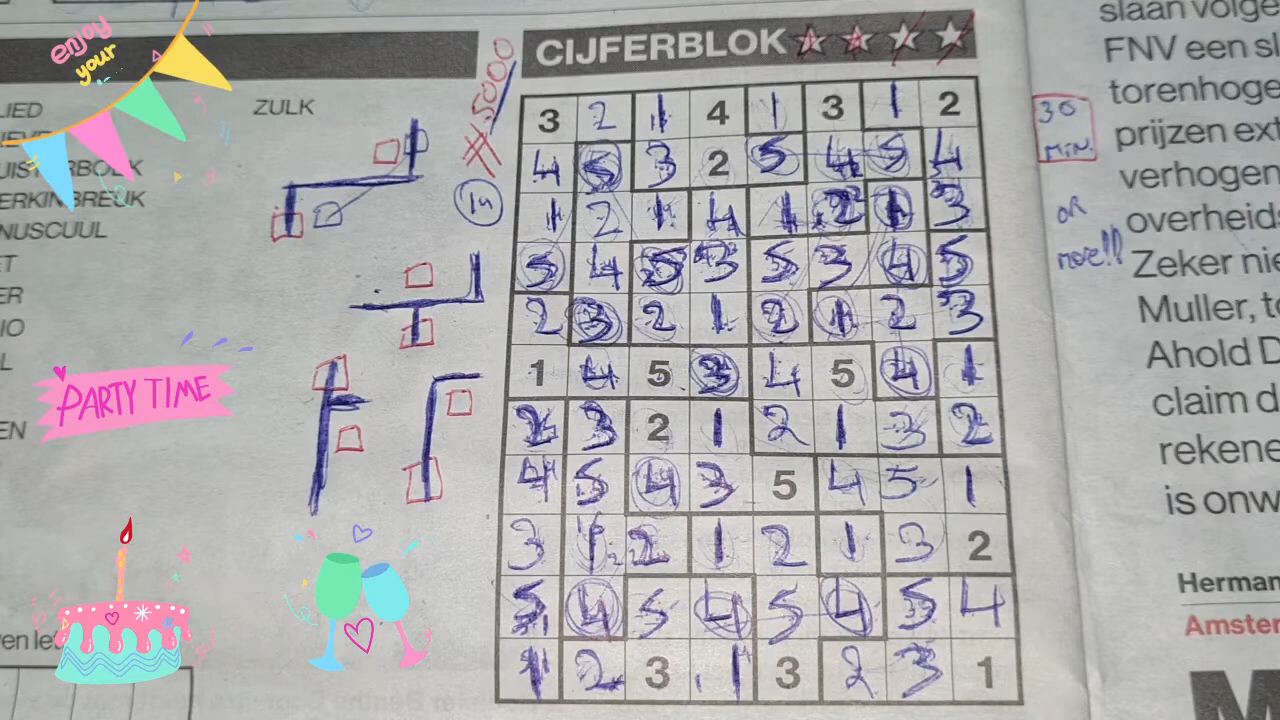 enjoy
your
LIED
ZULK
ERKINBREUK
NUSCUUL
ET
ER
IO
L
EN
PARTY TIME
#.5000
CIJFERBLOK
3 2 1 4 1 3 1 2
4 5 3 2 5 4 5 4
1 2 1 4 1 2 1 3
5 4 5 3 5 3 4 5
2 3 2 1 2 1 2 3
1 4 5 3 4 5 4 1
2 3 2 1 2 1 3 2
4 5 4 3 5 4 5 1
3 1 2 1 2 1 3 2
5 4 5 4 5 4 5 4
1 2 3 1 3 2 3 1
30
MIN.
OR
more!!
slaan volge
FNV een sl
torenhoge
prijzen ext
verhogen
overheid
Zeker nie
Muller, to
Ahold D
claim d
rekene
is onw
Herman
Amster